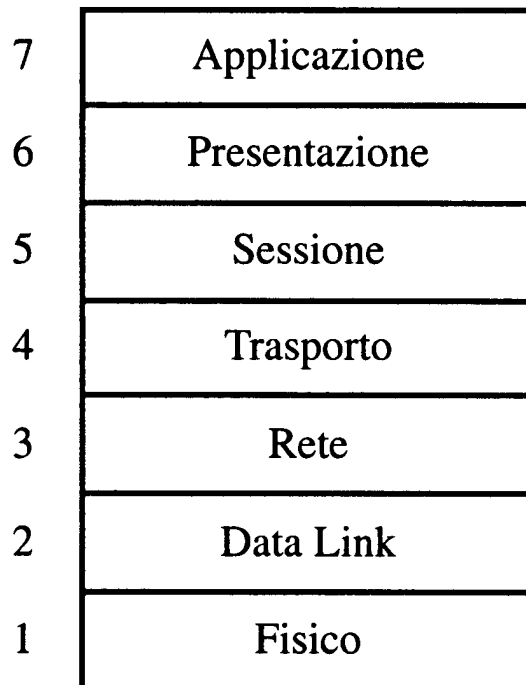 7 Applicazione
6 Presentazione
5 Sessione
4 Trasporto
3 Rete
2 Data Link
1 Fisico